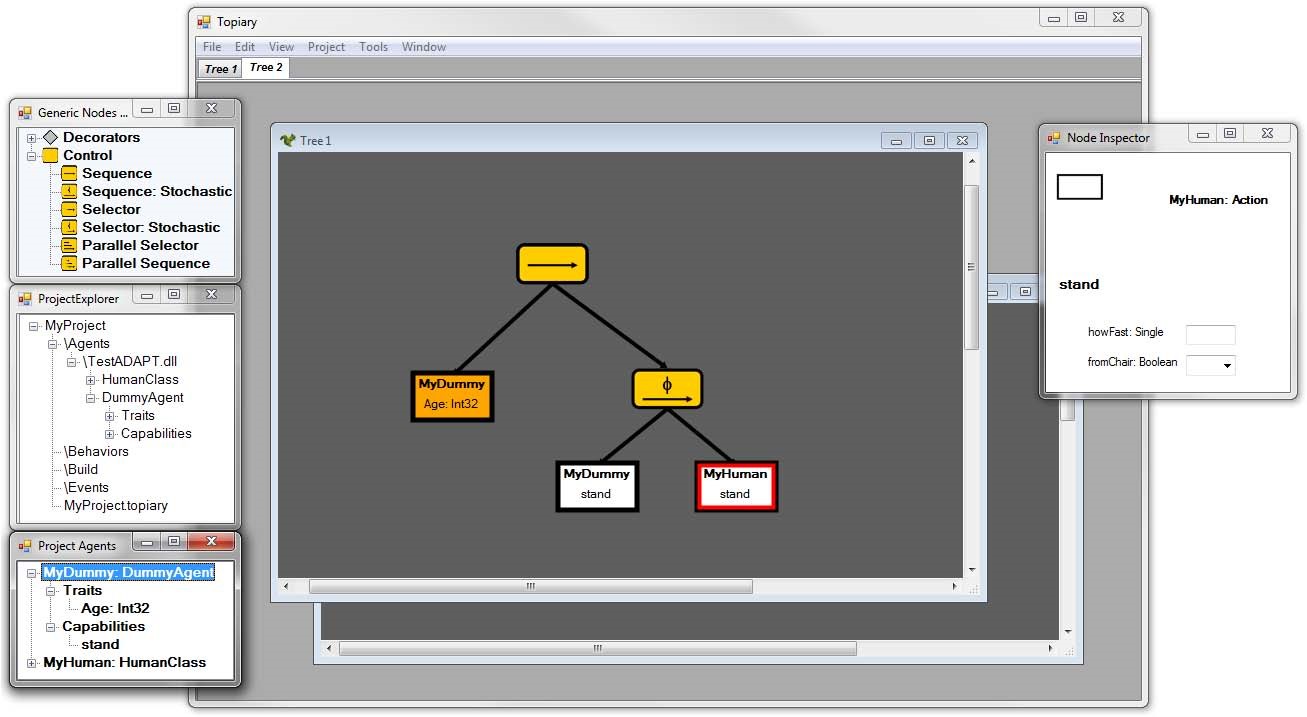 Topiary
File Edit View Project Tools Window
Tree 1 Tree 2
Generic Nodes ...
Decorators
Control
Sequence
Sequence: Stochastic
Selector
Selector: Stochastic
Parallel Selector
Parallel Sequence
ProjectExplorer
MyProject
\Agents
\TestADAPT.dll
HumanClass
DummyAgent
Traits
Capabilities
\Behaviors
\Build
\Events
MyProject.topiary
Project Agents
MyDummy: DummyAgent
Traits
Age: Int32
Capabilities
stand
MyHuman: HumanClass
Tree 1
MyDummy
Age: Int32
ϕ
MyDummy
stand
MyHuman
stand
Node Inspector
MyHuman: Action
stand
howFast: Single
fromChair: Boolean